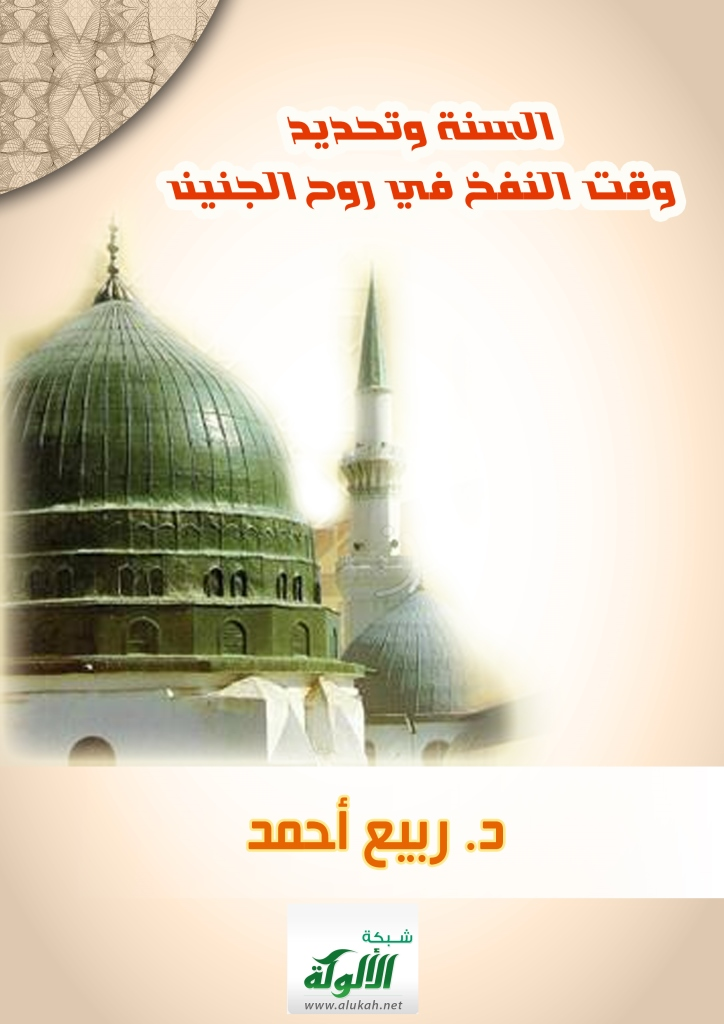 السنة وتحديد
وقت النفخ في روح الجنين
د. ربيع أحمد
شبكة
الألوكة
www.alukah.net